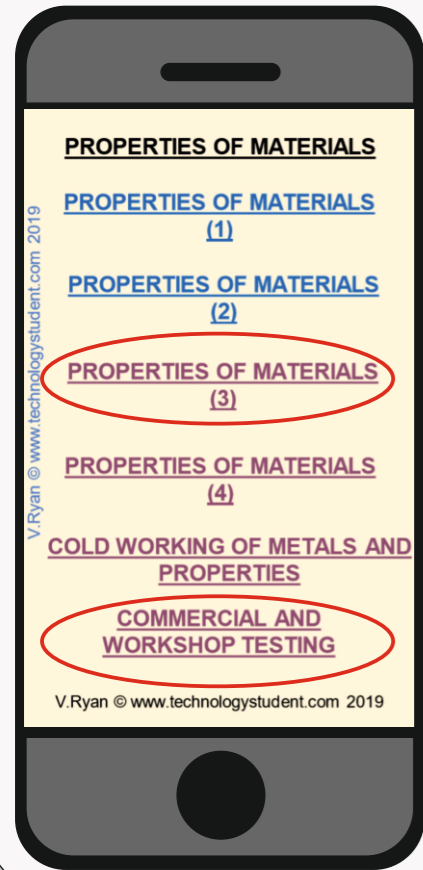 PROPERTIES OF MATERIALS
PROPERTIES OF MATERIALS
(1)
PROPERTIES OF MATERIALS
(2)
PROPERTIES OF MATERIALS
(3)
PROPERTIES OF MATERIALS
(4)
COLD WORKING OF METALS AND
PROPERTIES
COMMERCIAL AND
WORKSHOP TESTING
V.Ryan © www.technologystudent.com 2019
V.Ryan © www.technologystudent.com 2019